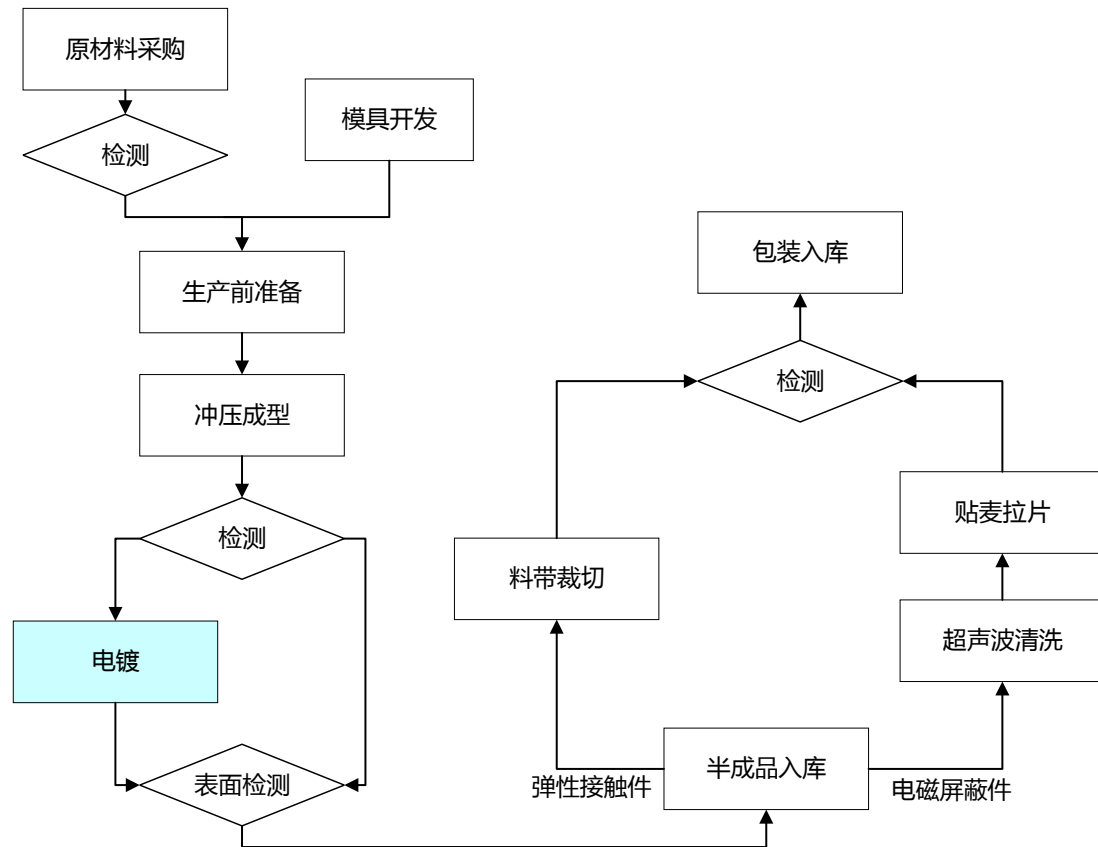 原材料采购
模具开发
检测
生产前准备
冲压成型
检测
电镀
表面检测
包装入库
检测
料带裁切
贴麦拉片
超声波清洗
半成品入库
弹性接触件
电磁屏蔽件